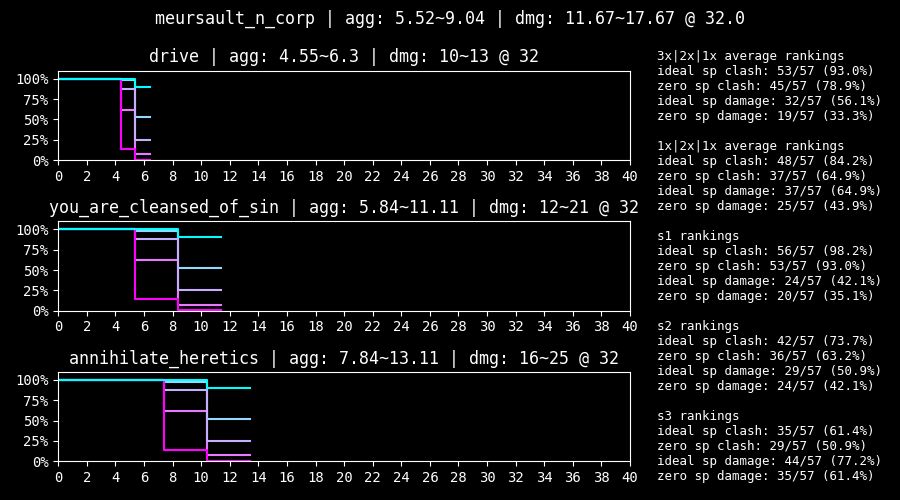 meursault_n_corp | agg: 5.52~9.04 | dmg: 11.67~17.67 @ 32.0
drive | agg: 4.55~6.3 | dmg: 10~13 @ 32
100%
75%
50%
25%
0%
0 2 4 6 8 10 12 14 16 18 20 22 24 26 28 30 32 34 36 38 40
you_are_cleansed_of_sin | agg: 5.84~11.11 | dmg: 12~21 @ 32
100%
75%
50%
25%
0%
0 2 4 6 8 10 12 14 16 18 20 22 24 26 28 30 32 34 36 38 40
annihilate_heretics | agg: 7.84~13.11 | dmg: 16~25 @ 32
100%
75%
50%
25%
0%
0 2 4 6 8 10 12 14 16 18 20 22 24 26 28 30 32 34 36 38 40
3x|2x|1x average rankings
ideal sp clash: 53/57 (93.0%)
zero sp clash: 45/57 (78.9%)
ideal sp damage: 32/57 (56.1%)
zero sp damage: 19/57 (33.3%)
1x|2x|1x average rankings
ideal sp clash: 48/57 (84.2%)
zero sp clash: 37/57 (64.9%)
ideal sp damage: 37/57 (64.9%)
zero sp damage: 25/57 (43.9%)
s1 rankings
ideal sp clash: 56/57 (98.2%)
zero sp clash: 53/57 (93.0%)
ideal sp damage: 24/57 (42.1%)
zero sp damage: 20/57 (35.1%)
s2 rankings
ideal sp clash: 42/57 (73.7%)
zero sp clash: 36/57 (63.2%)
ideal sp damage: 29/57 (50.9%)
zero sp damage: 24/57 (42.1%)
s3 rankings
ideal sp clash: 35/57 (61.4%)
zero sp clash: 29/57 (50.9%)
ideal sp damage: 44/57 (77.2%)
zero sp damage: 35/57 (61.4%)